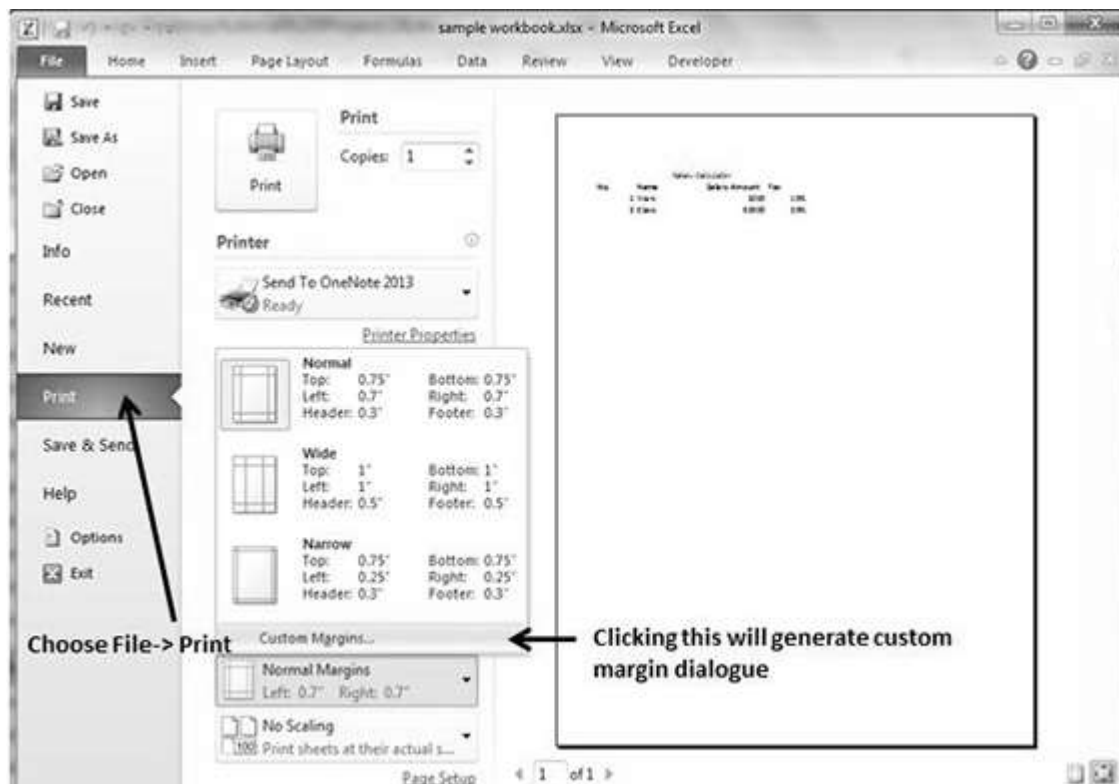 sample workbook.xlsx - Microsoft Excel
File Home Insert Page Layout Formulas Data Review View Developer
Save
Save As
Open
Close
Info
Recent
New
Print
Save & Send
Help
Options
Exit
Choose File-> Print
Print
Print
Copies: 1
Printer
Send To OneNote 2013
Ready
Printer Properties
Normal
Top: 0.75" Bottom: 0.75"
Left: 0.7" Right: 0.7"
Header: 0.3" Footer: 0.3"
Wide
Top: 1" Bottom: 1"
Left: 1" Right: 1"
Header: 0.5" Footer: 0.5"
Narrow
Top: 0.75" Bottom: 0.75"
Left: 0.25" Right: 0.25"
Header: 0.3" Footer: 0.3"
Custom Margins...
Normal Margins
Left: 0.7" Right: 0.7"
No Scaling
100
Print sheets at their actual s...
Page Setup
Name Salary Amount Tax
Clicking this will generate custom
margin dialogue
1 of 1